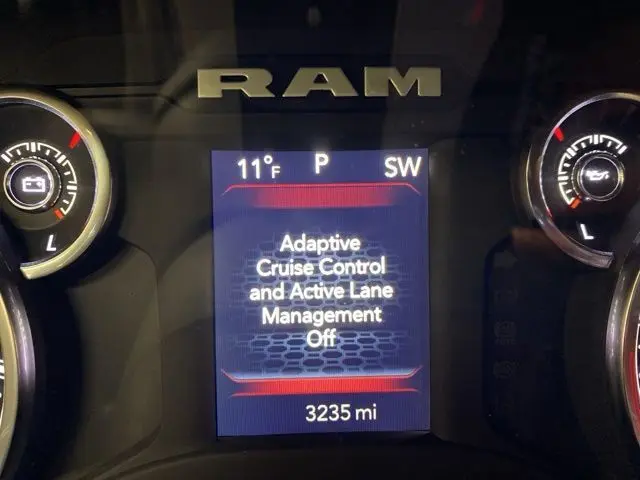 RAM
11°F P SW
Adaptive
Cruise Control
and Active Lane
Management
Off
3235 mi
L
L